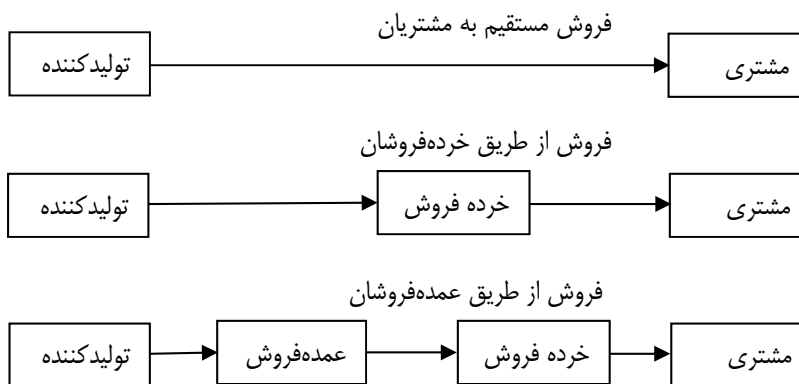 فروش مستقیم به مشتریان
تولیدکننده
مشتری
فروش از طریق خرده‌فروشان
تولیدکننده
خرده فروش
مشتری
فروش از طریق عمده‌فروشان
تولیدکننده
عمده‌فروش
خرده فروش
مشتری